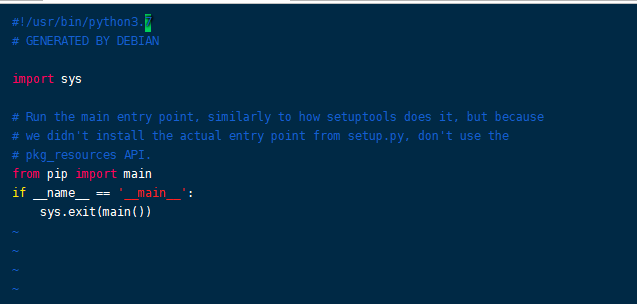 #!/usr/bin/python3.7
# GENERATED BY DEBIAN
import sys
# Run the main entry point, similarly to how setuptools does it, but because
# we didn't install the actual entry point from setup.py, don't use the
# pkg_resources API.
from pip import main
if __name__ == '__main__':
    sys.exit(main())
~
~
~
~